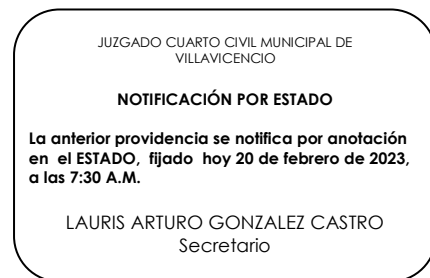 JUZGADO CUARTO CIVIL MUNICIPAL DE
VILLAVICENCIO
NOTIFICACIÓN POR ESTADO
La anterior providencia se notifica por anotación
en el ESTADO, fijado hoy 20 de febrero de 2023,
a las 7:30 A.M.
LAURIS ARTURO GONZALEZ CASTRO
Secretario